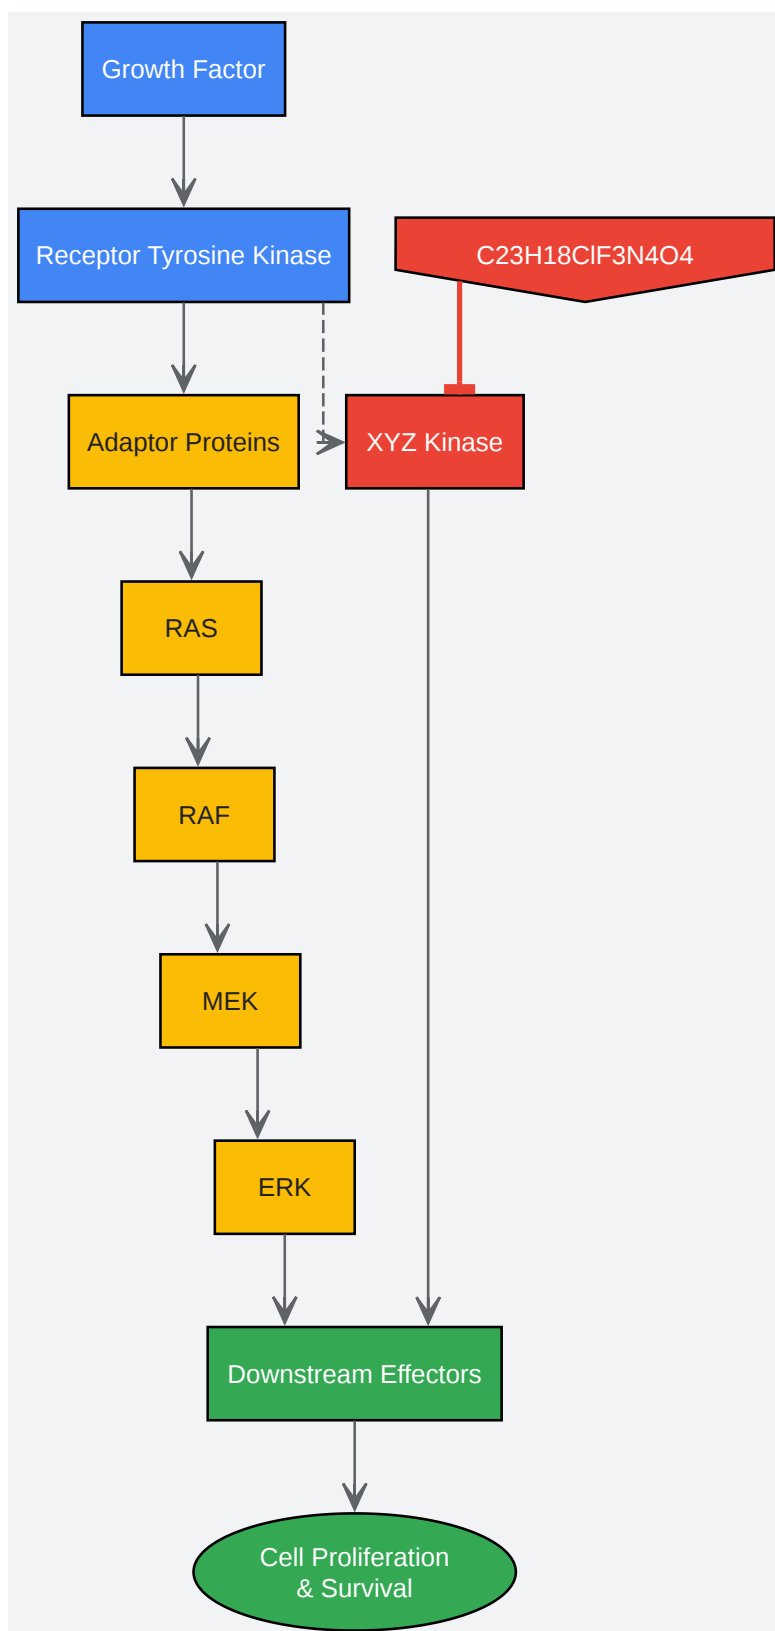 Growth Factor
Receptor Tyrosine Kinase
C23H18ClF3N4O4
Adaptor Proteins
XYZ Kinase
RAS
RAF
MEK
ERK
Downstream Effectors
Cell Proliferation
& Survival